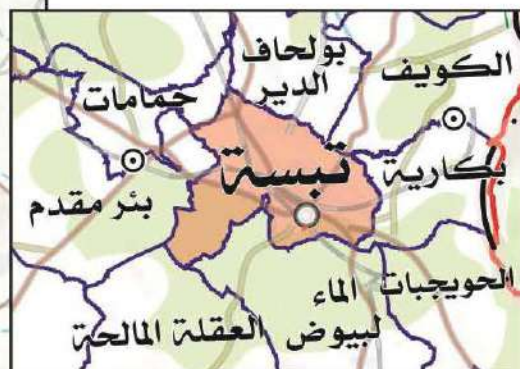 بولحاف
الدير
الكويف
حمامات
تبسة
بكارية
بئر مقدم
الحويجبات
الماء
لبيوض
العقلة المالحة